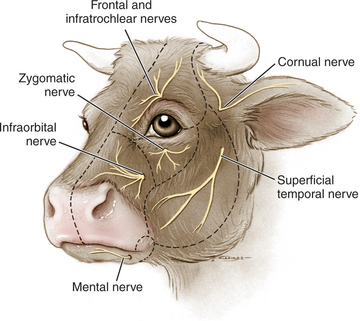 Frontal and
infratrochlear nerves
Cornual nerve
Zygomatic
nerve
Infraorbital
nerve
Superficial
temporal nerve
Mental nerve